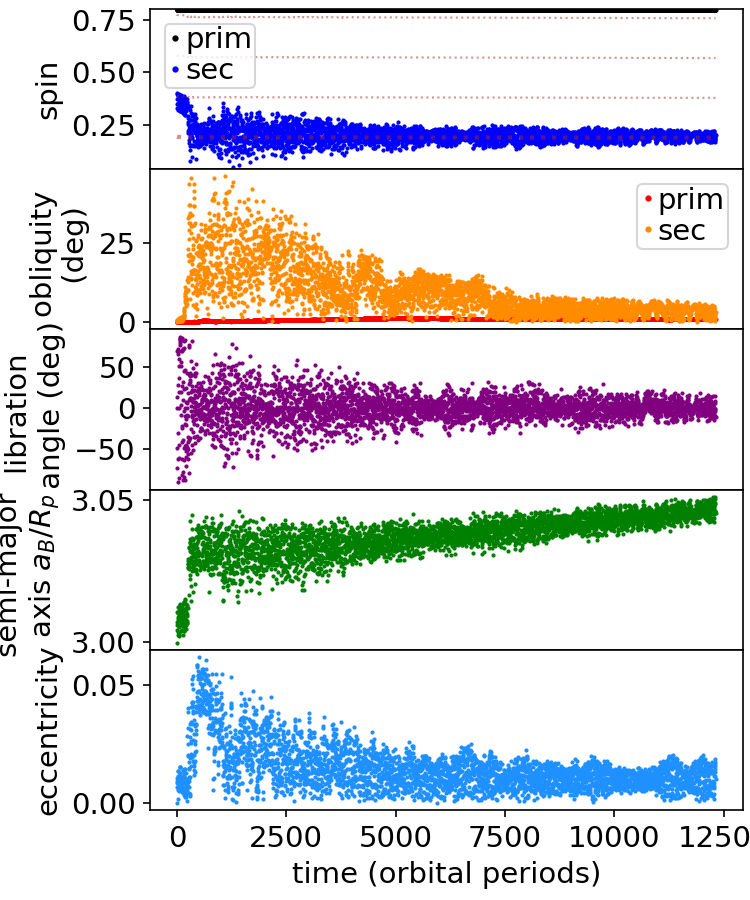 0.75
0.50
0.25
spin
prim
sec
25
0
obliquity
(deg)
prim
sec
50
0
−50
libration
angle (deg)
3.05
3.00
semi-major
axis a_B/R_p
0.05
0.00
eccentricity
0 2500 5000 7500 10000 1250
time (orbital periods)